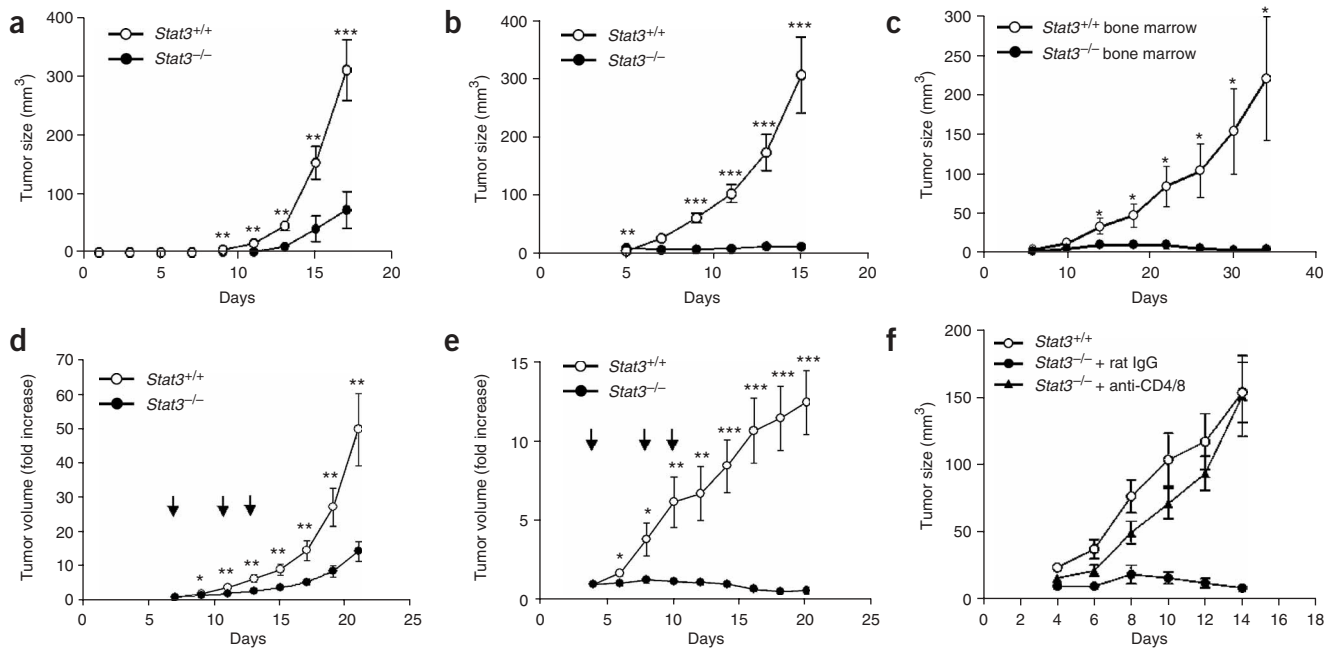 a
Stat3+/+
Stat3–/–
Tumor size (mm3)
400
300
200
100
0
** ** ** ** ***
0 5 10 15 20
Days
b
Stat3+/+
Stat3–/–
Tumor size (mm3)
400
300
200
100
0
** *** *** *** ***
0 5 10 15 20
Days
c
Stat3+/+ bone marrow
Stat3–/– bone marrow
Tumor size (mm3)
300
250
200
150
100
50
0
* * * * * *
0 10 20 30 40
Days
d
Stat3+/+
Stat3–/–
Tumor volume (fold increase)
70
60
50
40
30
20
10
0
* ** ** ** ** ** **
0 5 10 15 20 25
Days
e
Stat3+/+
Stat3–/–
Tumor volume (fold increase)
15
10
5
0
* * ** ** *** *** *** ***
0 5 10 15 20 25
Days
f
Stat3+/+
Stat3–/– + rat IgG
Stat3–/– + anti-CD4/8
Tumor size (mm3)
200
150
100
50
0
0 2 4 6 8 10 12 14 16 18
Days